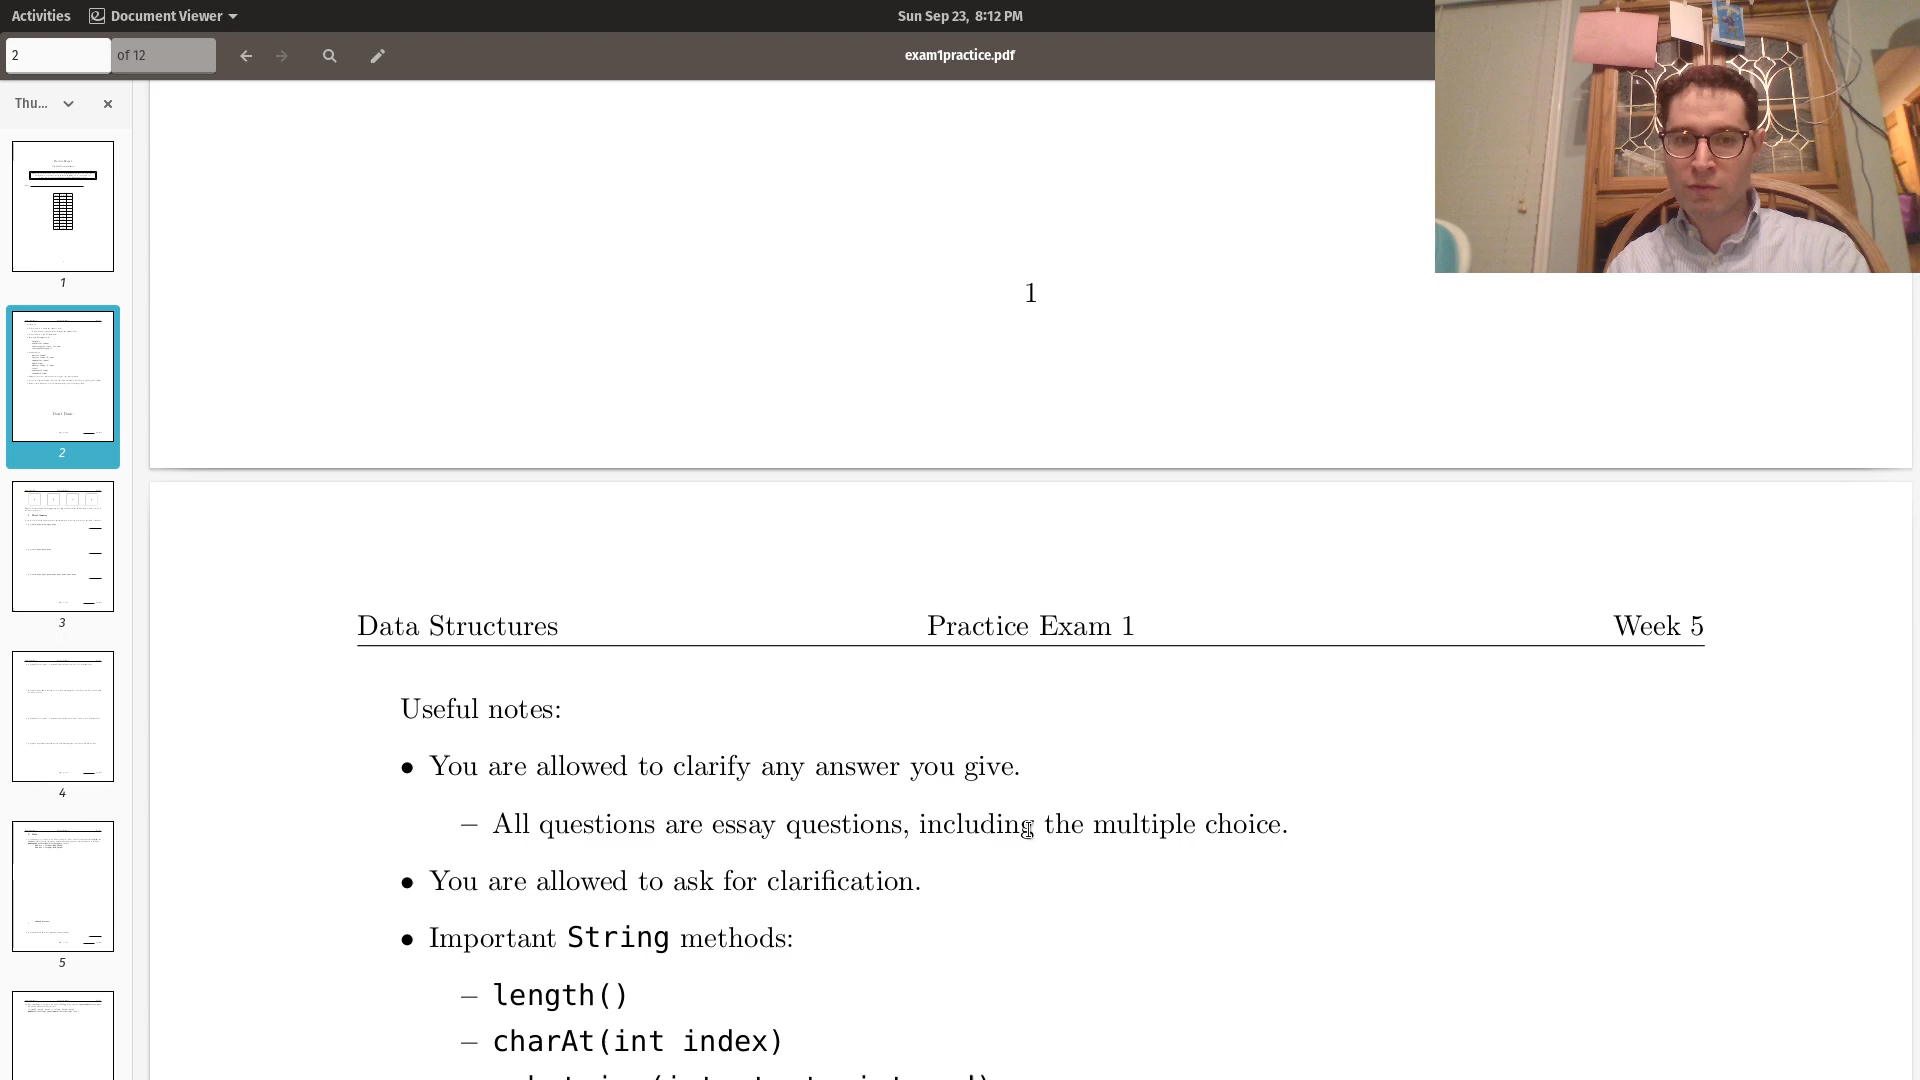 Activities Document Viewer Sun Sep 23, 8:12 PM
2 of 12 exam1practice.pdf
Thu...
1
2
3
4
5
1
Data Structures Practice Exam 1 Week 5
Useful notes:
• You are allowed to clarify any answer you give.
– All questions are essay questions, including the multiple choice.
• You are allowed to ask for clarification.
• Important String methods:
– length()
– charAt(int index)